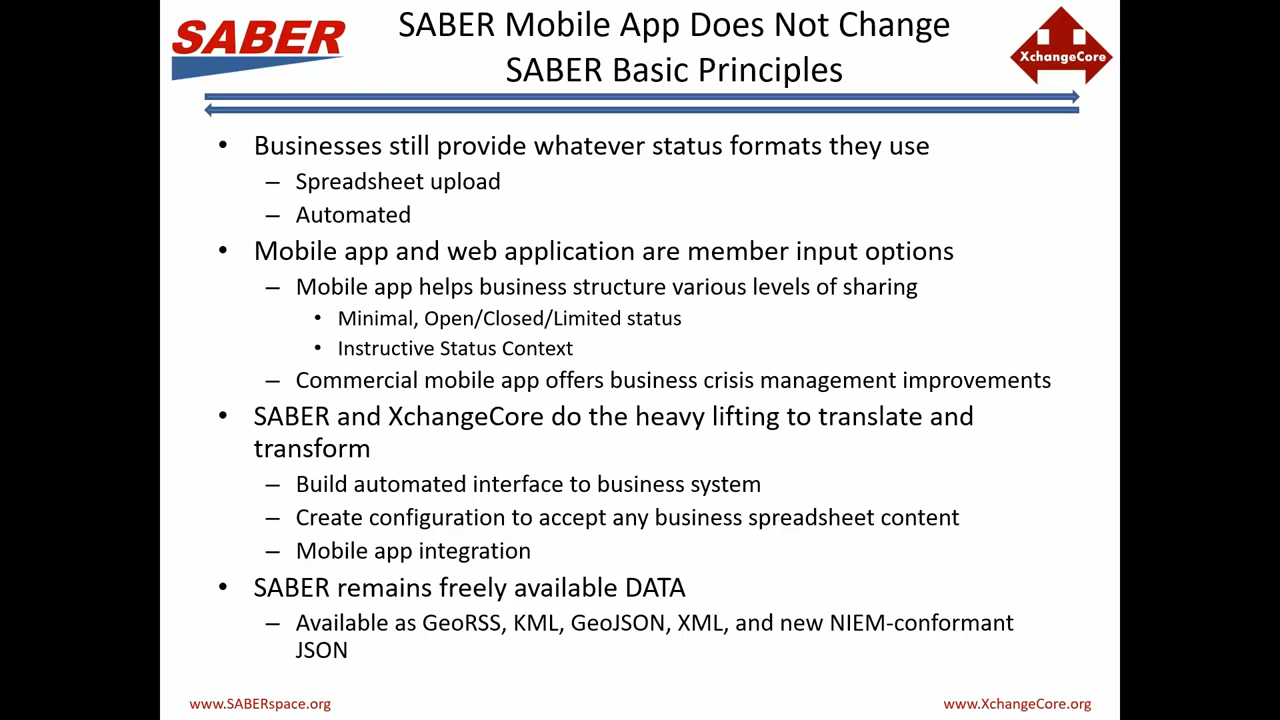 SABER
SABER Mobile App Does Not Change
SABER Basic Principles
XchangeCore
• Businesses still provide whatever status formats they use
– Spreadsheet upload
– Automated
• Mobile app and web application are member input options
– Mobile app helps business structure various levels of sharing
• Minimal, Open/Closed/Limited status
• Instructive Status Context
– Commercial mobile app offers business crisis management improvements
• SABER and XchangeCore do the heavy lifting to translate and
transform
– Build automated interface to business system
– Create configuration to accept any business spreadsheet content
– Mobile app integration
• SABER remains freely available DATA
– Available as GeoRSS, KML, GeoJSON, XML, and new NIEM-conformant
JSON
www.SABERspace.org
www.XchangeCore.org